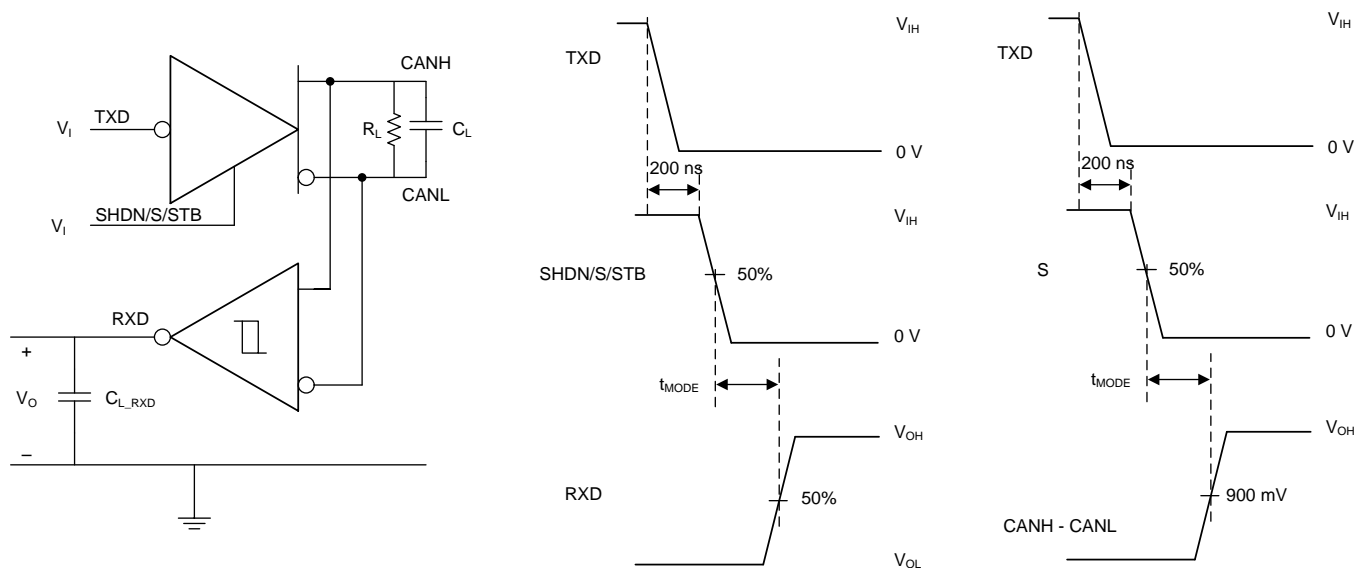 CANH
TXD
V_I
R_L
C_L
CANL
SHDN/S/STB
V_I
RXD
+
V_O
C_L_RXD
–
V_IH
TXD
0 V
200 ns
V_IH
SHDN/S/STB
50%
0 V
t_MODE
V_OH
RXD
50%
V_OL
V_IH
TXD
0 V
200 ns
V_IH
S
50%
0 V
t_MODE
V_OH
900 mV
CANH - CANL
V_OL